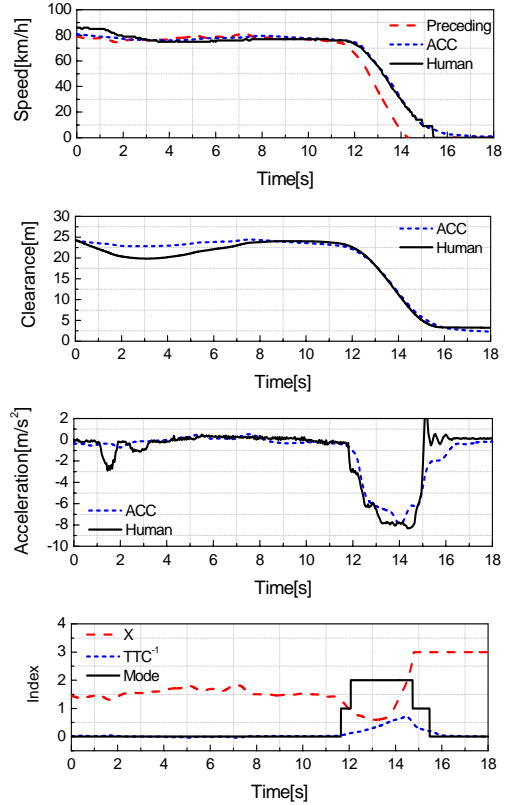 100
80
60
40
20
0
Speed[km/h]
Preceding
ACC
Human
0 2 4 6 8 10 12 14 16 18
Time[s]
30
25
20
15
10
5
0
Clearance[m]
ACC
Human
0 2 4 6 8 10 12 14 16 18
Time[s]
2
0
-2
-4
-6
-8
-10
Acceleration[m/s²]
ACC
Human
0 2 4 6 8 10 12 14 16 18
Time[s]
4
3
2
1
0
Index
X
TTC⁻¹
Mode
0 2 4 6 8 10 12 14 16 18
Time[s]